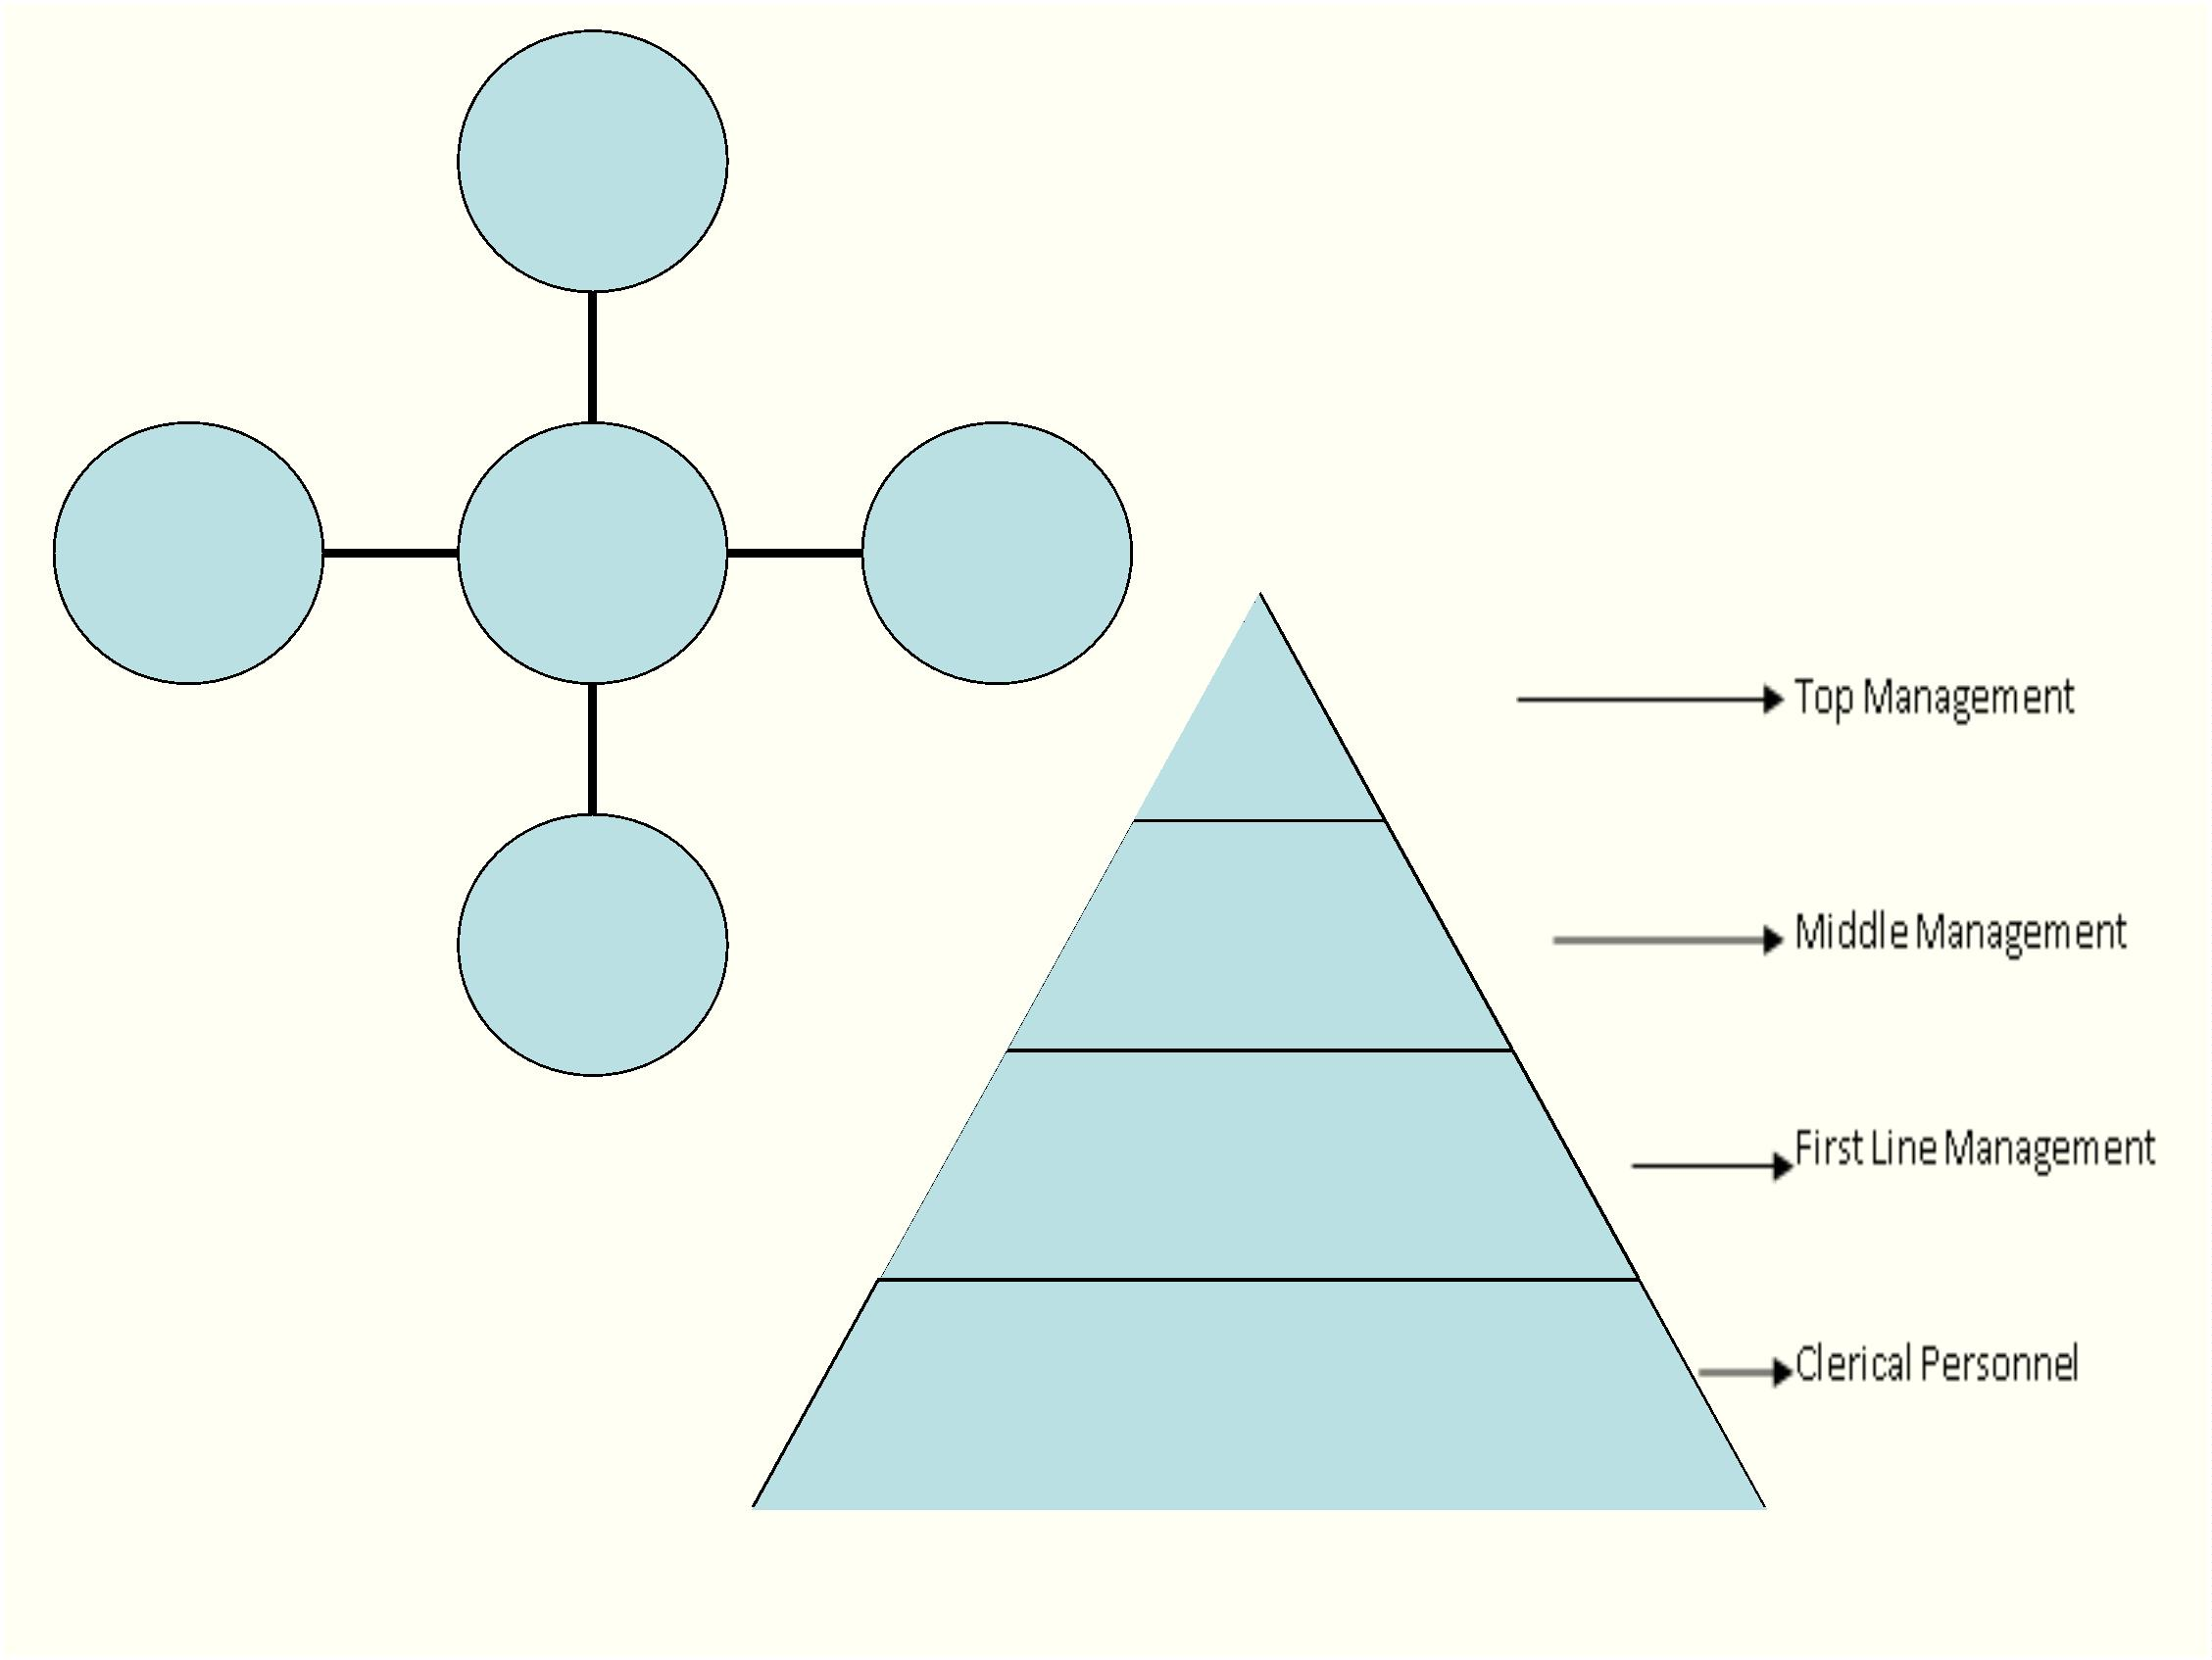 Top Management
Middle Management
First Line Management
Clerical Personnel